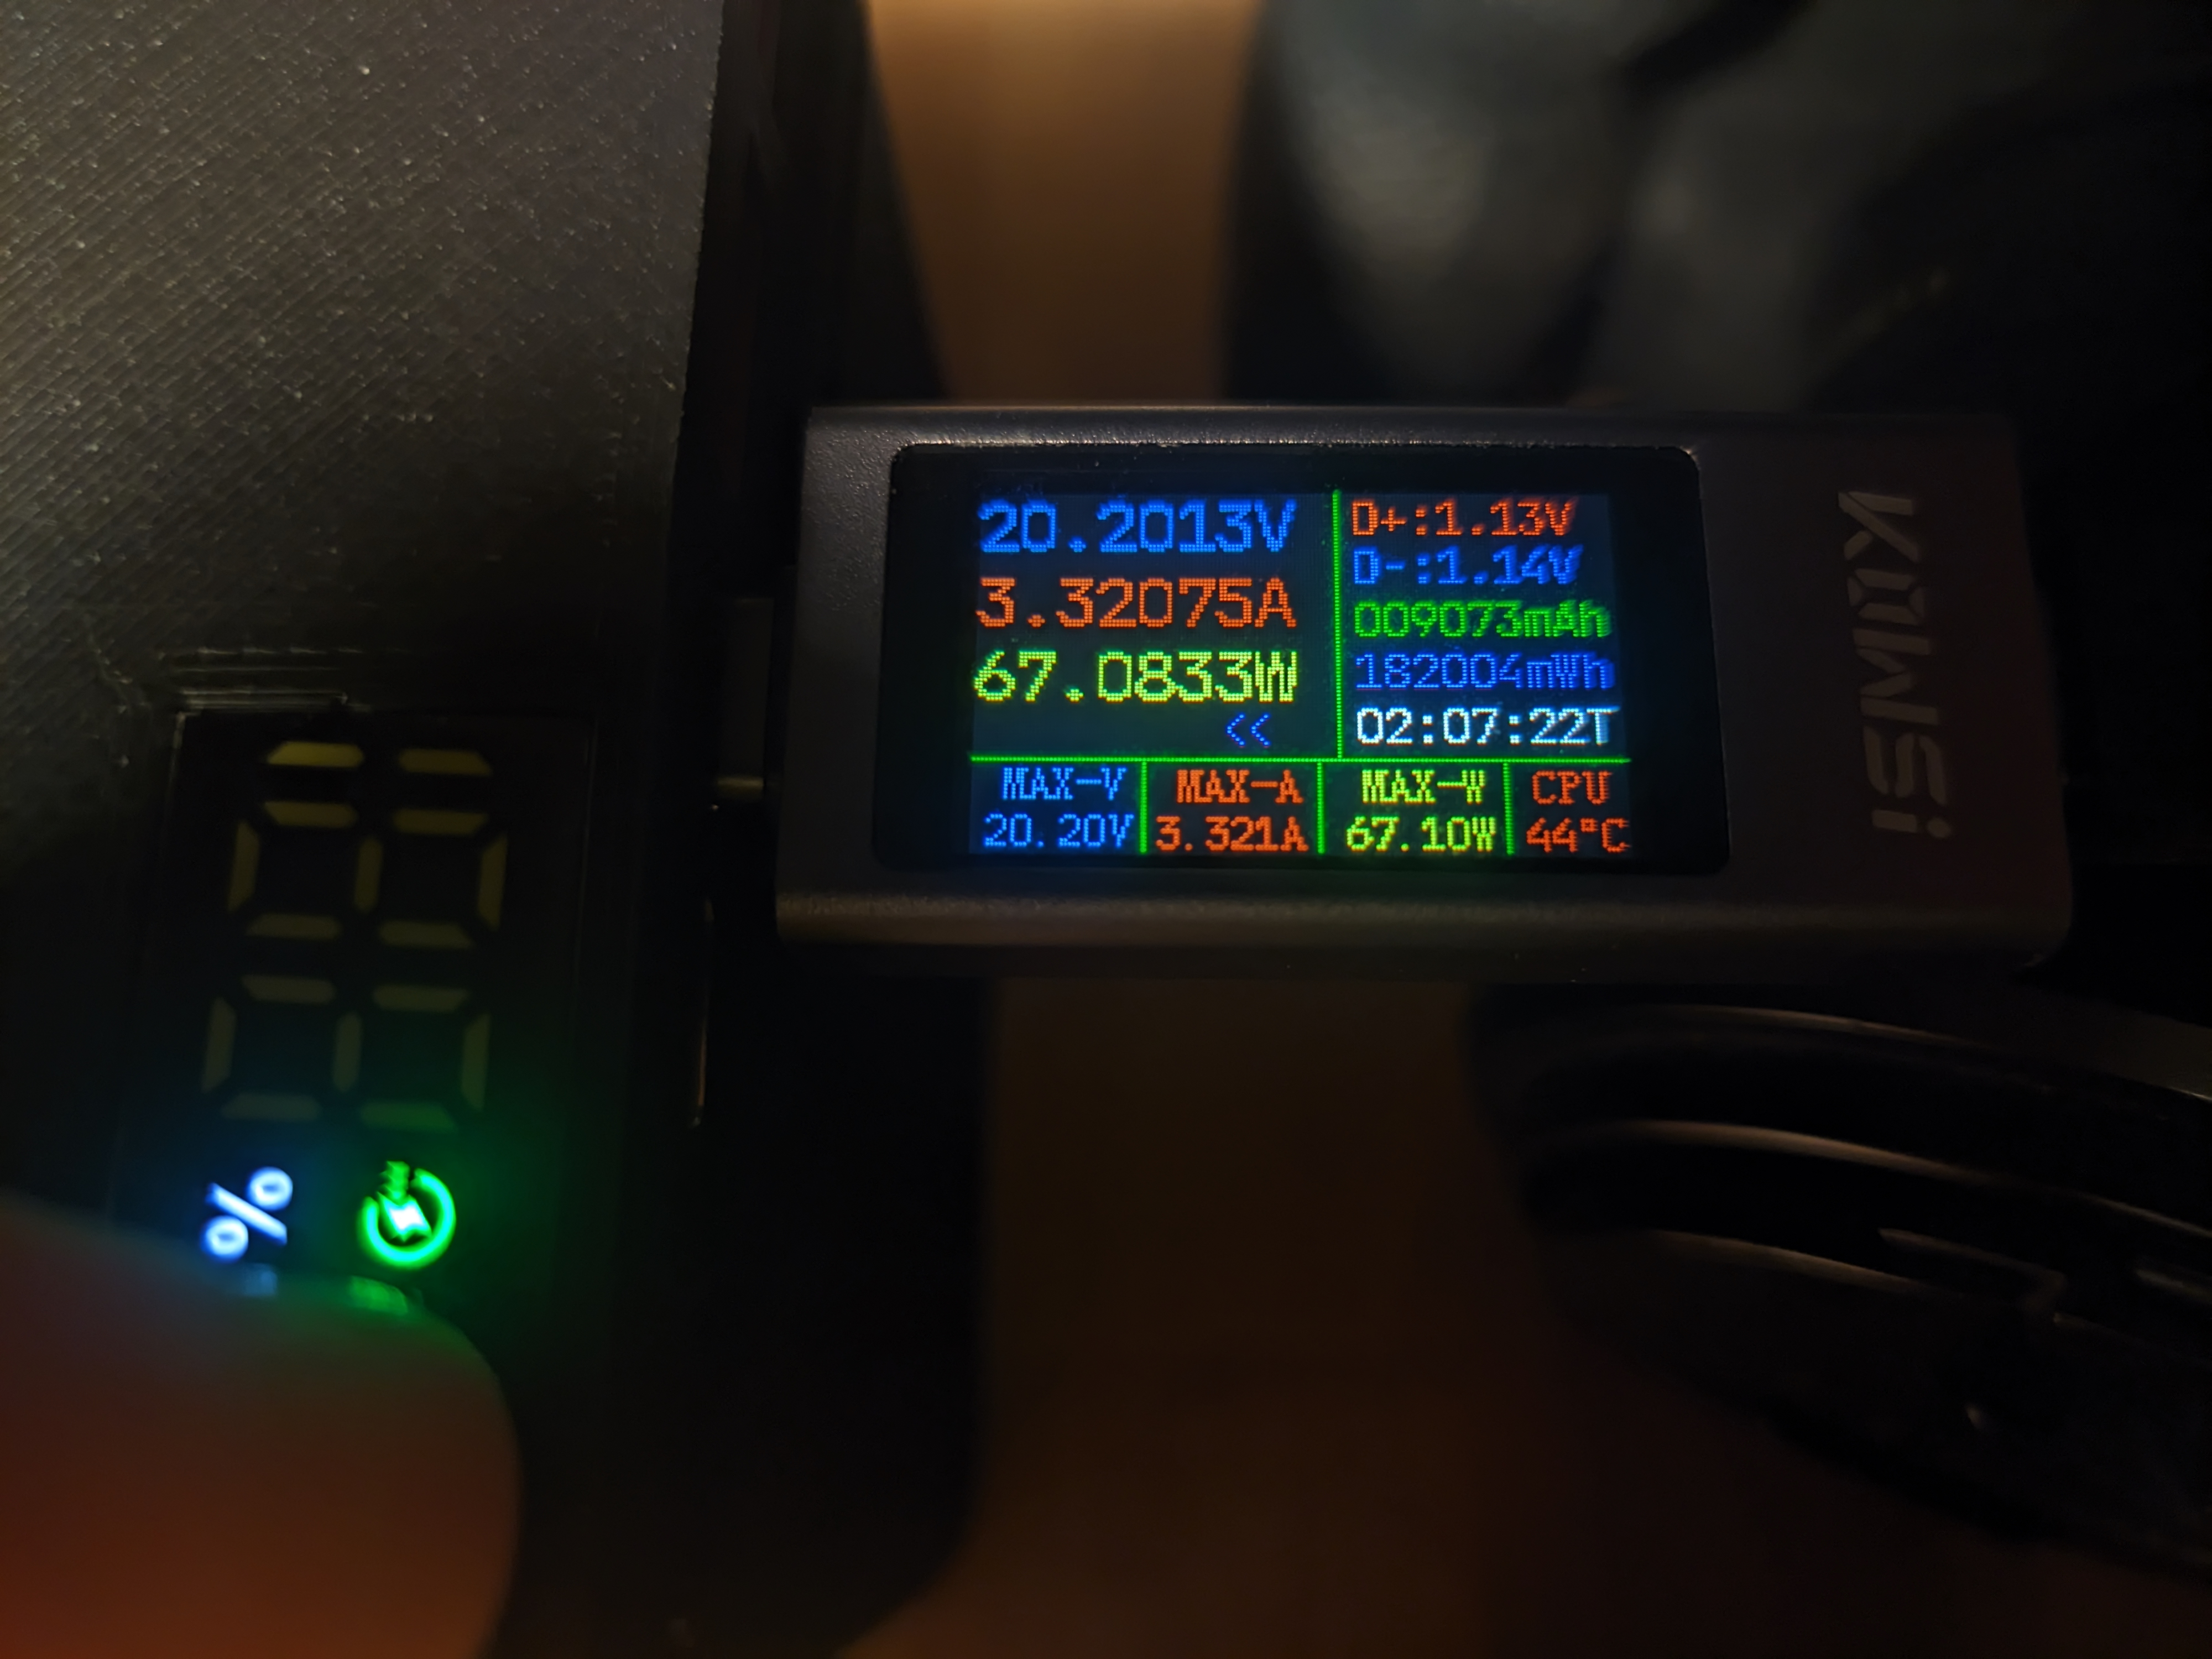 20.2013V
3.32075A
67.0833W
<<
D+:1.13V
D-:1.14V
009073mAh
182004mWh
02:07:22T
MAX-V
20.20V
MAX-A
3.321A
MAX-W
67.10W
CPU
44°C
KOWSi
%